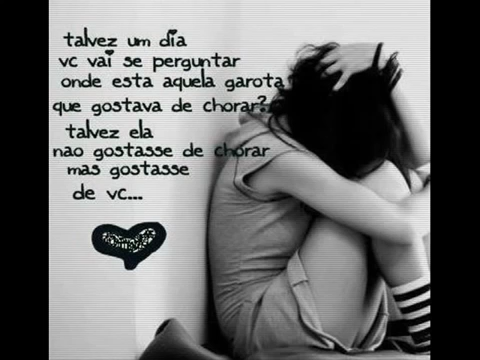 talvez um dia
vc vai se perguntar
onde esta aquela garota
que gostava de chorar?
talvez ela
nao gostasse de chorar
mas gostasse
de vc...